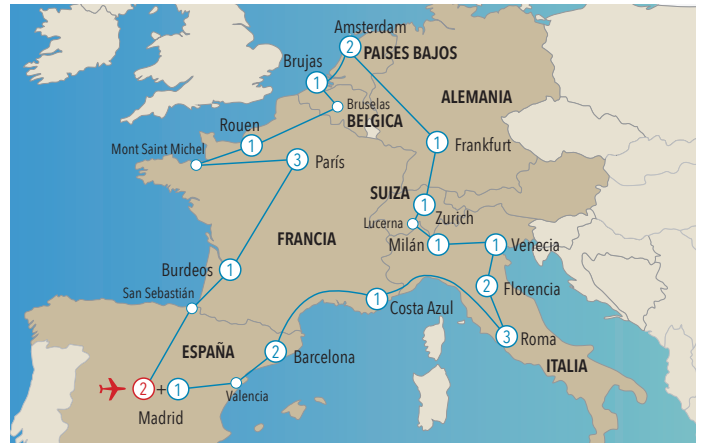 Amsterdam
2
PAISES BAJOS
Brujas
1
ALEMANIA
Bruselas
BELGICA
Rouen
1
Frankfurt
1
Mont Saint Michel
3
París
SUIZA
1
Zurich
Lucerna
FRANCIA
Milán
1
1
Venecia
Burdeos
1
2
Florencia
San Sebastián
1
Costa Azul
3
Roma
ESPAÑA
2
Barcelona
ITALIA
2
+
1
Valencia
Madrid